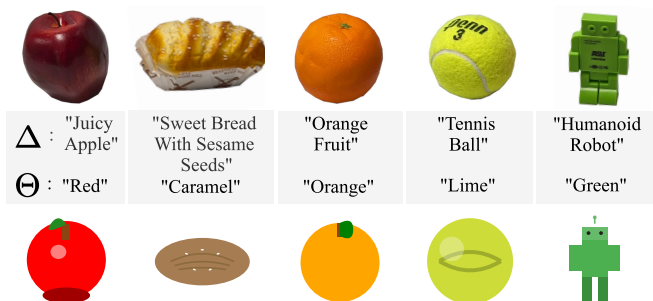 penn
3
Δ : "Juicy Apple"
"Sweet Bread With Sesame Seeds"
"Orange Fruit"
"Tennis Ball"
"Humanoid Robot"
Θ : "Red"
"Caramel"
"Orange"
"Lime"
"Green"